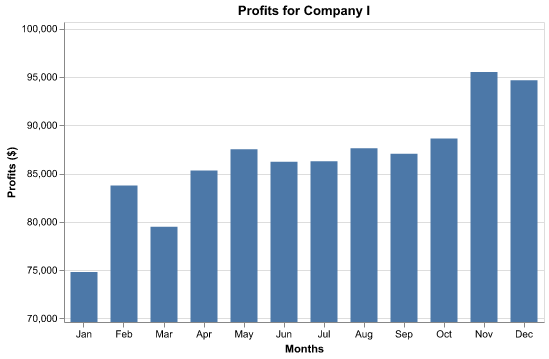 Profits for Company I
100,000
95,000
90,000
85,000
80,000
75,000
70,000
Profits ($)
Jan Feb Mar Apr May Jun Jul Aug Sep Oct Nov Dec
Months